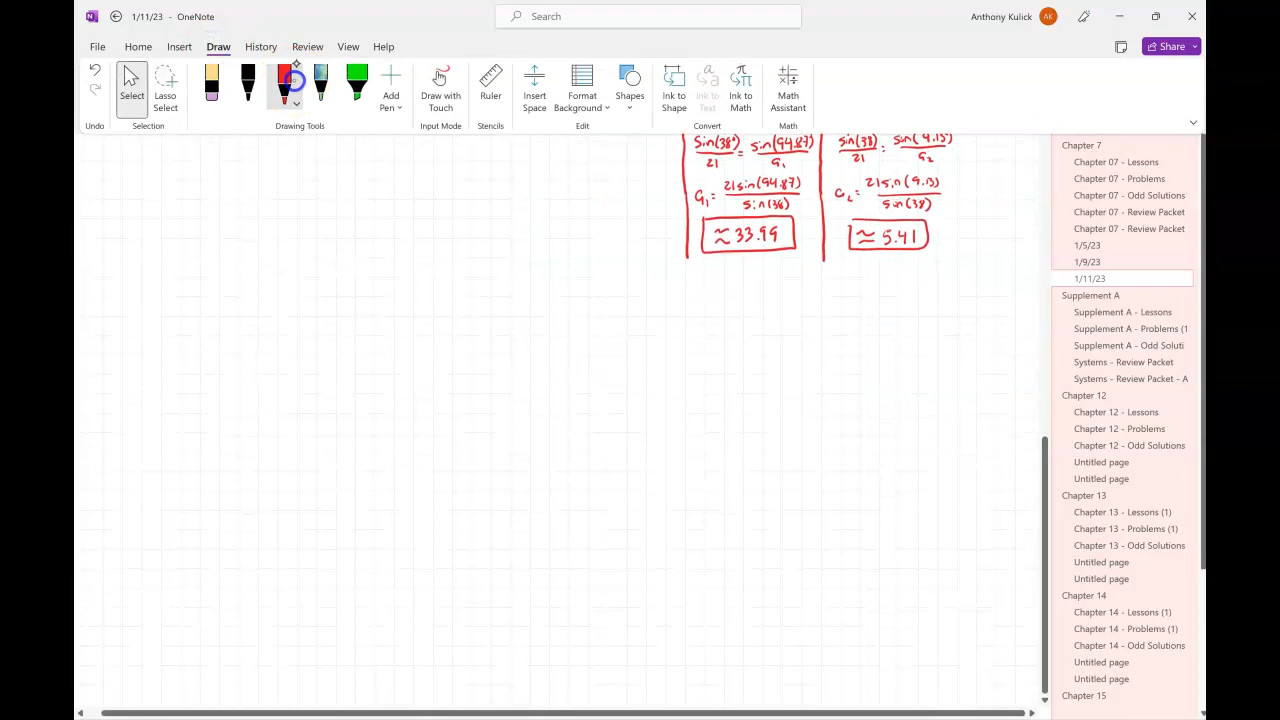 1/11/23 - OneNote
Search
Anthony Kulick
AK
File Home Insert Draw History Review View Help
Share
Select
Lasso Select
Add Pen
Draw with Touch
Ruler
Insert Space
Format Background
Shapes
Ink to Shape
Ink to Text
Ink to Math
Math Assistant
Undo Selection Drawing Tools Input Mode Stencils Edit Convert Math
sin(38°)/21 = sin(94.87)/a₁
sin(38)/21 = sin(9.13)/a₂
a₁ = 21sin(94.87)/sin(38)
a₂ = 21sin(9.13)/sin(38)
≈ 33.99
≈ 5.41
Chapter 7
Chapter 07 - Lessons
Chapter 07 - Problems
Chapter 07 - Odd Solutions
Chapter 07 - Review Packet
Chapter 07 - Review Packet
1/5/23
1/9/23
1/11/23
Supplement A
Supplement A - Lessons
Supplement A - Problems (1
Supplement A - Odd Soluti
Systems - Review Packet
Systems - Review Packet - A
Chapter 12
Chapter 12 - Lessons
Chapter 12 - Problems
Chapter 12 - Odd Solutions
Untitled page
Untitled page
Chapter 13
Chapter 13 - Lessons (1)
Chapter 13 - Problems (1)
Chapter 13 - Odd Solutions
Untitled page
Untitled page
Chapter 14
Chapter 14 - Lessons (1)
Chapter 14 - Problems (1)
Chapter 14 - Odd Solutions
Untitled page
Untitled page
Chapter 15